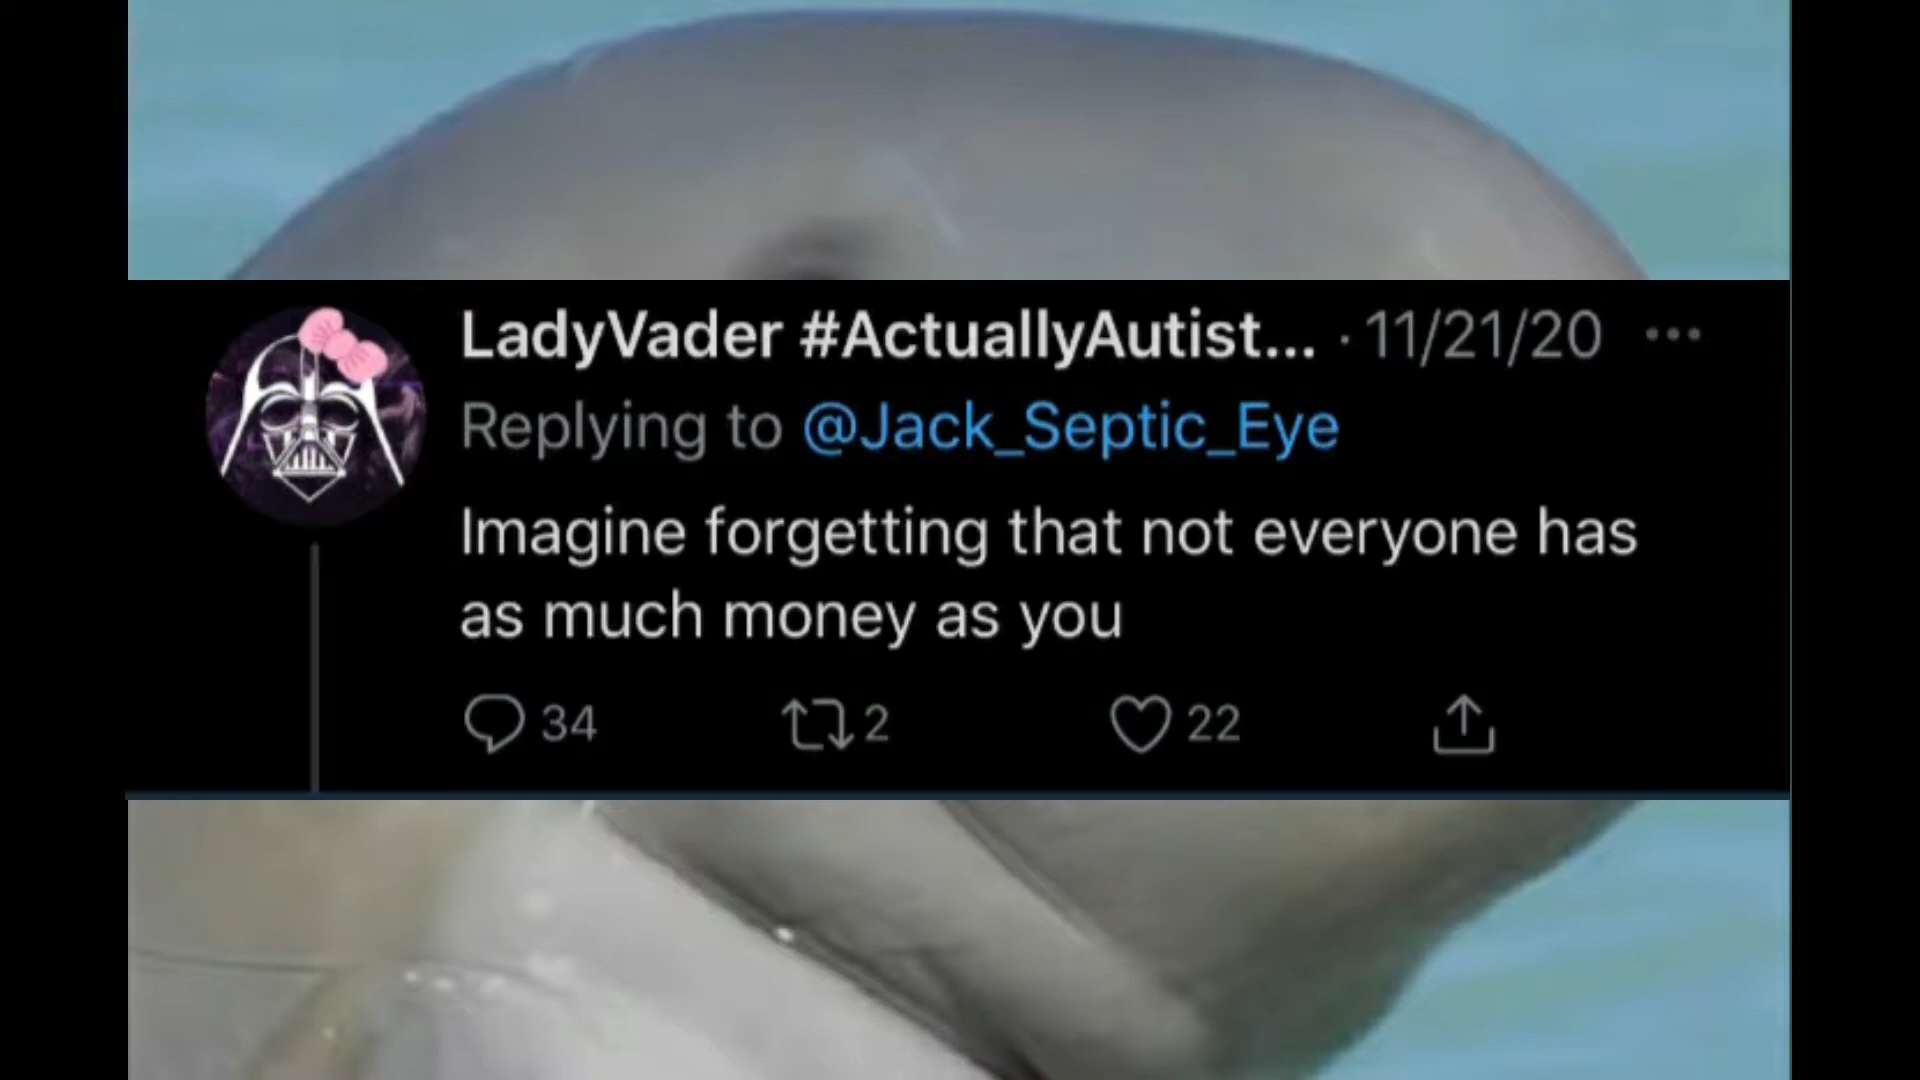 LadyVader #ActuallyAutist... · 11/21/20
Replying to @Jack_Septic_Eye
Imagine forgetting that not everyone has
as much money as you
34 2 22